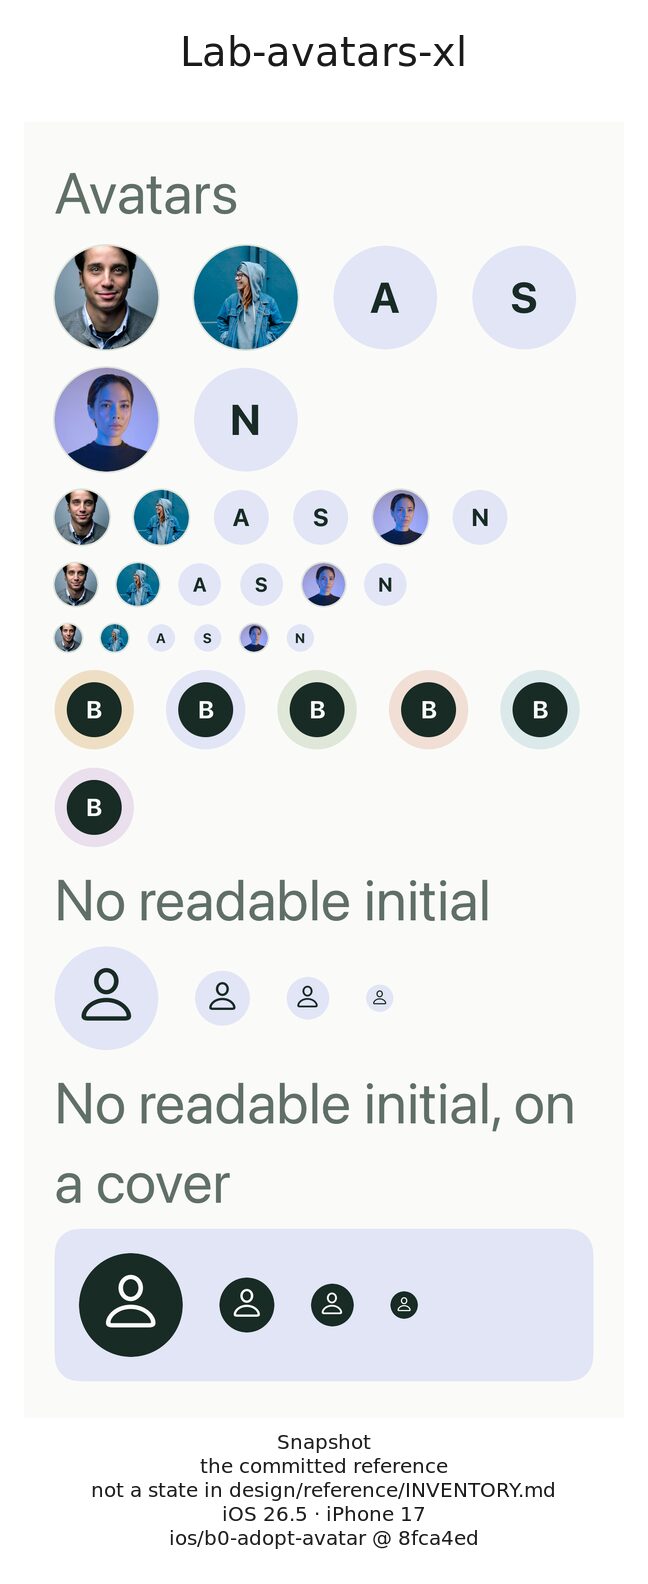 Lab-avatars-xl
Avatars
A S
N
A S N
A S N
A S N
B B B B B
B
No readable initial
No readable initial, on
a cover
Snapshot
the committed reference
not a state in design/reference/INVENTORY.md
iOS 26.5 · iPhone 17
ios/b0-adopt-avatar @ 8fca4ed